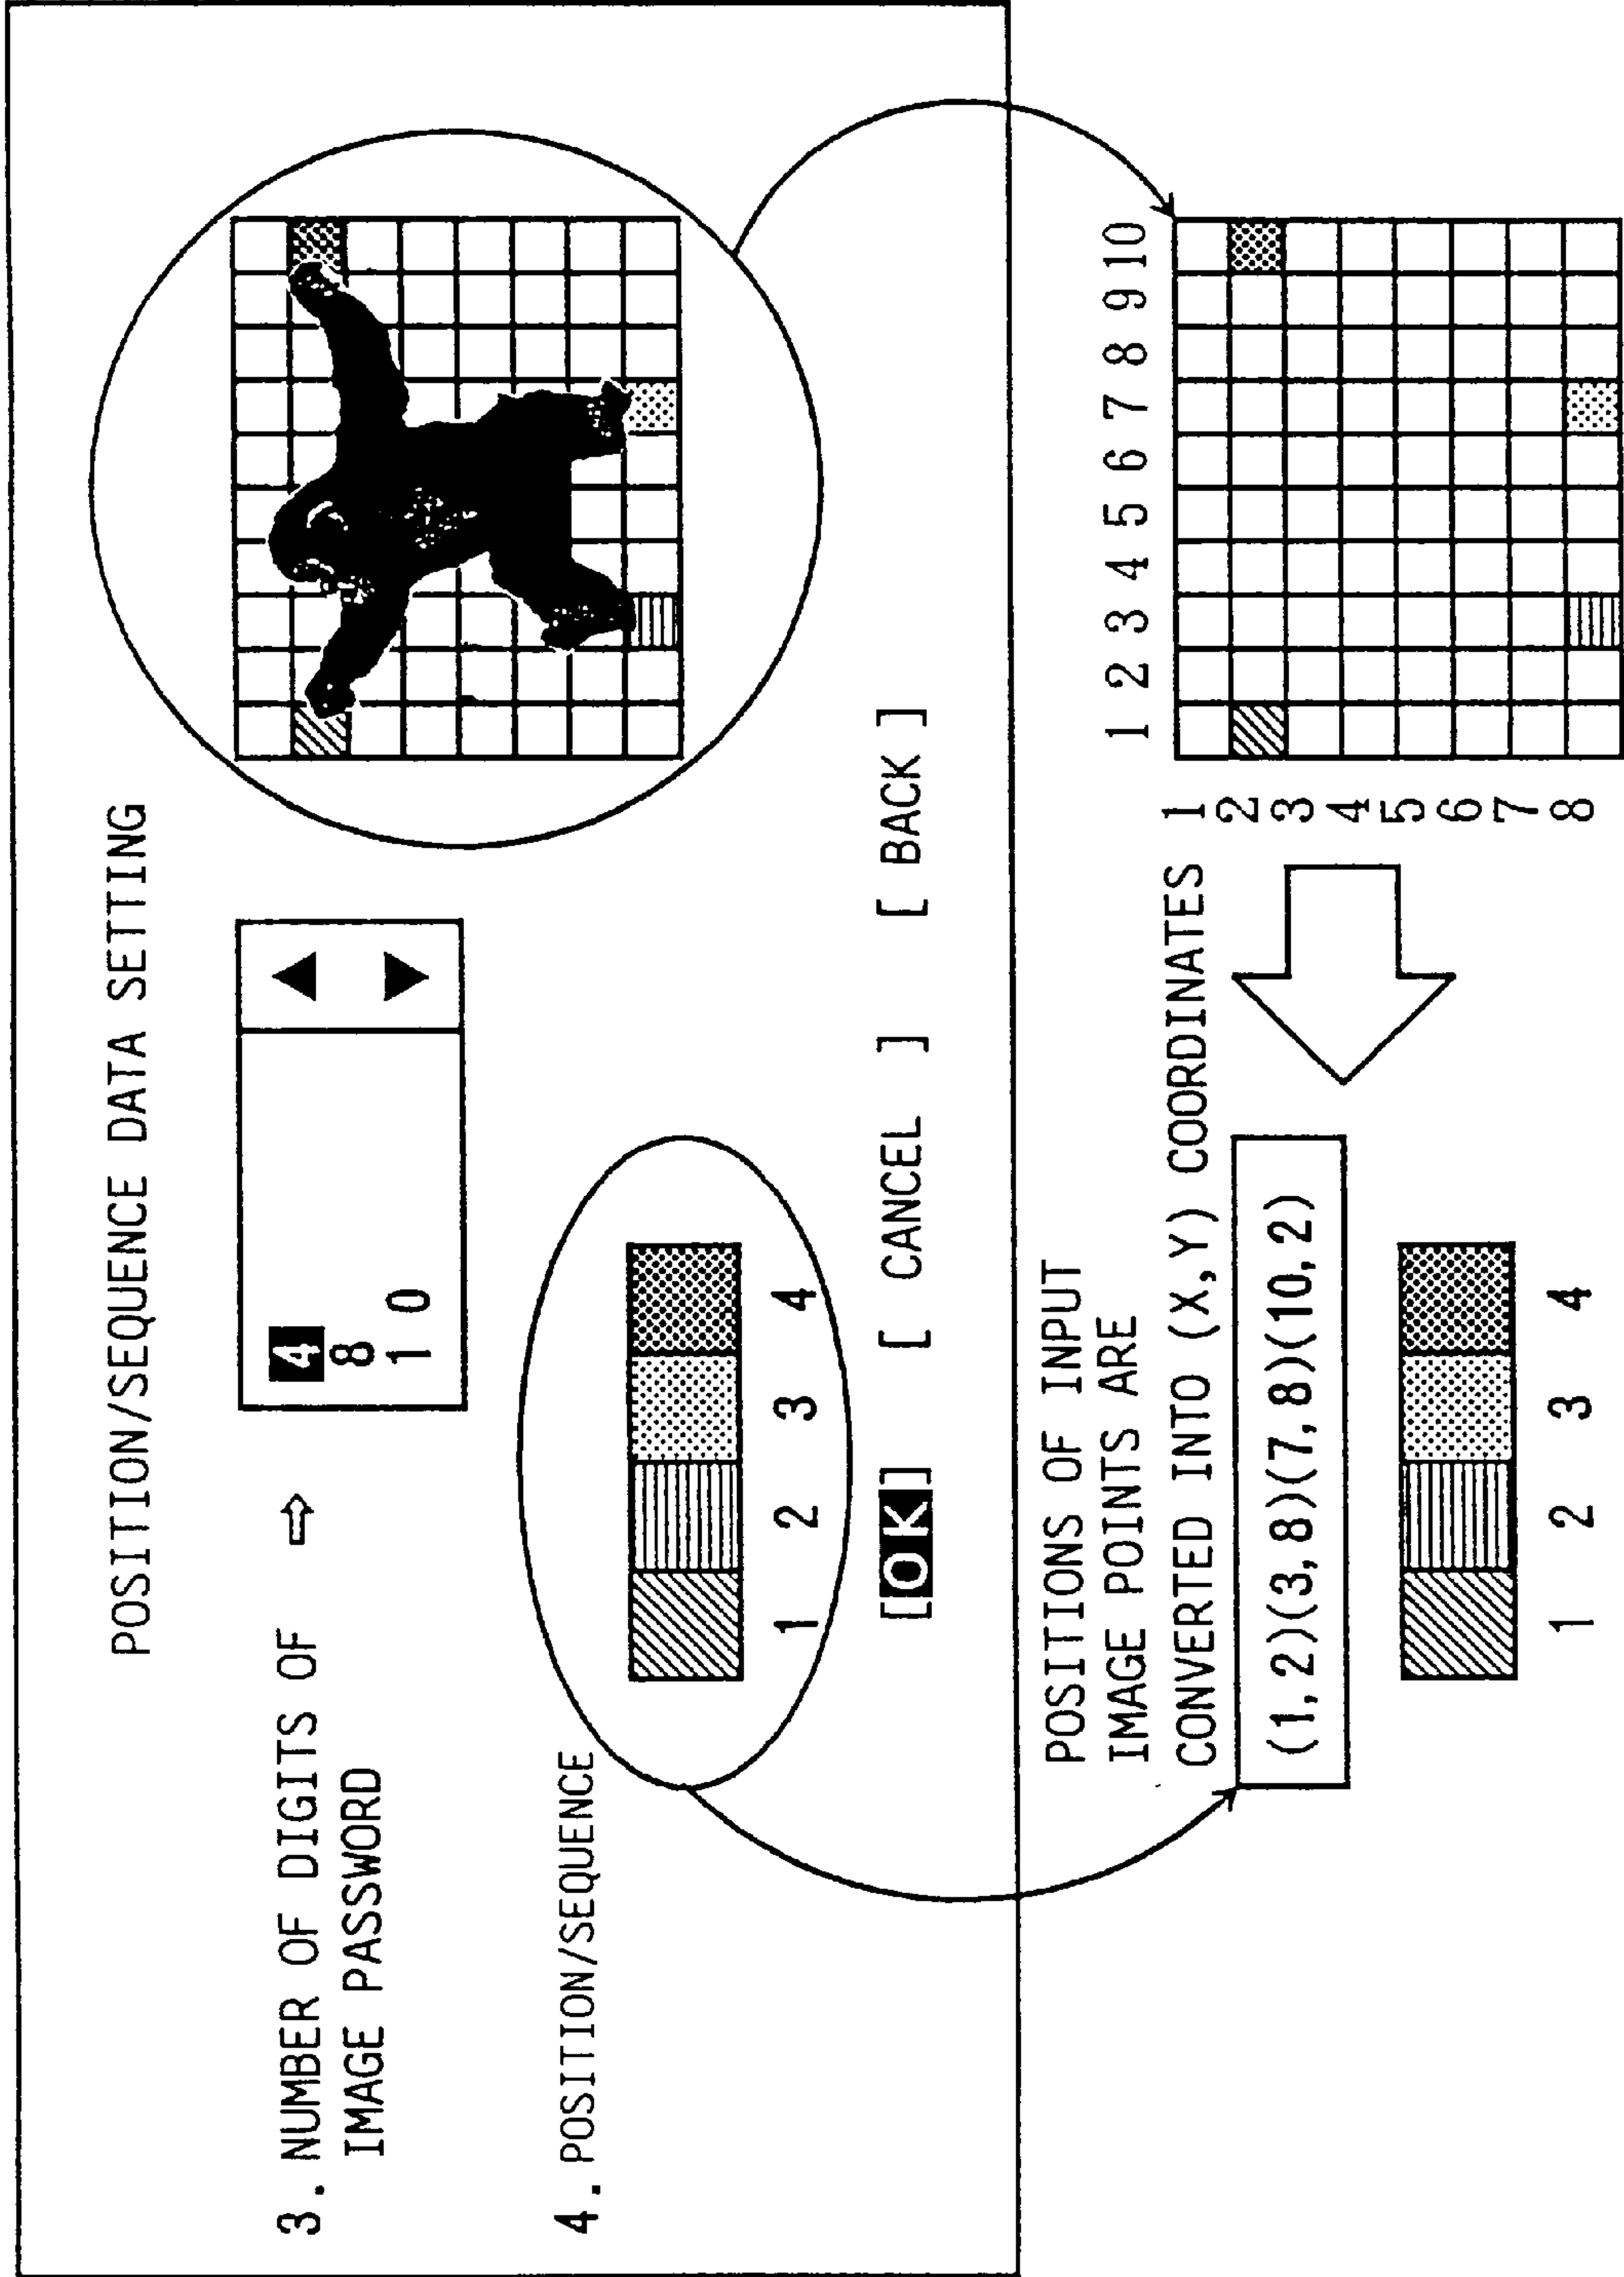 POSITION/SEQUENCE DATA SETTING
3. NUMBER OF DIGITS OF
IMAGE PASSWORD
4
8
10
4. POSITION/SEQUENCE
1 2 3 4
[OK] [ CANCEL ] [ BACK ]
POSITIONS OF INPUT
IMAGE POINTS ARE
CONVERTED INTO (X,Y) COORDINATES
(1,2)(3,8)(7,8)(10,2)
1 2 3 4
1 2 3 4 5 6 7 8 9 10
1
2
3
4
5
6
7
8